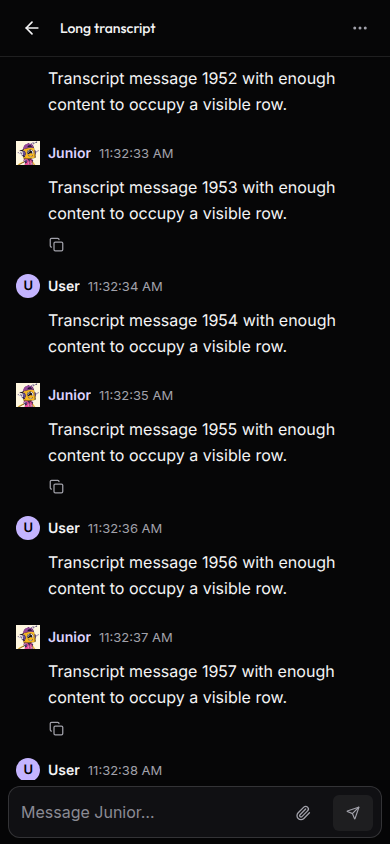 Long transcript
Transcript message 1952 with enough
content to occupy a visible row.
Junior 11:32:33 AM
Transcript message 1953 with enough
content to occupy a visible row.
U User 11:32:34 AM
Transcript message 1954 with enough
content to occupy a visible row.
Junior 11:32:35 AM
Transcript message 1955 with enough
content to occupy a visible row.
U User 11:32:36 AM
Transcript message 1956 with enough
content to occupy a visible row.
Junior 11:32:37 AM
Transcript message 1957 with enough
content to occupy a visible row.
U User 11:32:38 AM
Message Junior...